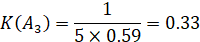 K(A₃) = 1 / (5 × 0.59) = 0.33